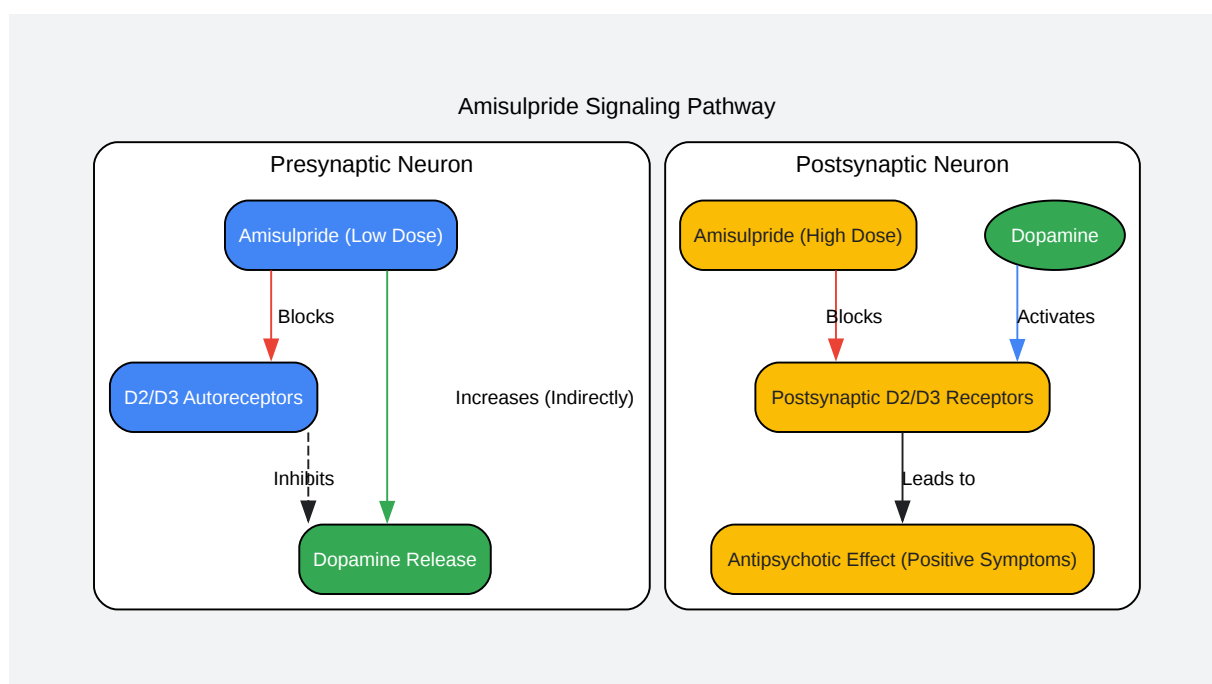 Amisulpride Signaling Pathway
Presynaptic Neuron
Amisulpride (Low Dose)
Blocks
D2/D3 Autoreceptors
Increases (Indirectly)
Inhibits
Dopamine Release
Postsynaptic Neuron
Amisulpride (High Dose)
Dopamine
Blocks
Activates
Postsynaptic D2/D3 Receptors
Leads to
Antipsychotic Effect (Positive Symptoms)